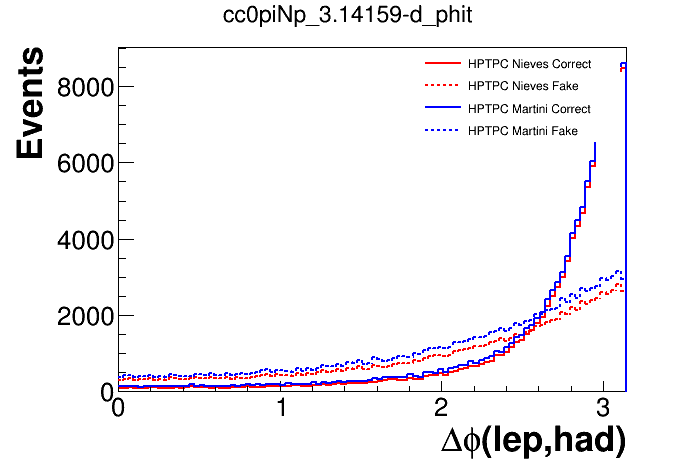 cc0piNp_3.14159-d_phit
Events
HPTPC Nieves Correct
HPTPC Nieves Fake
HPTPC Martini Correct
HPTPC Martini Fake
8000
6000
4000
2000
0
0 1 2 3
Δϕ(lep,had)